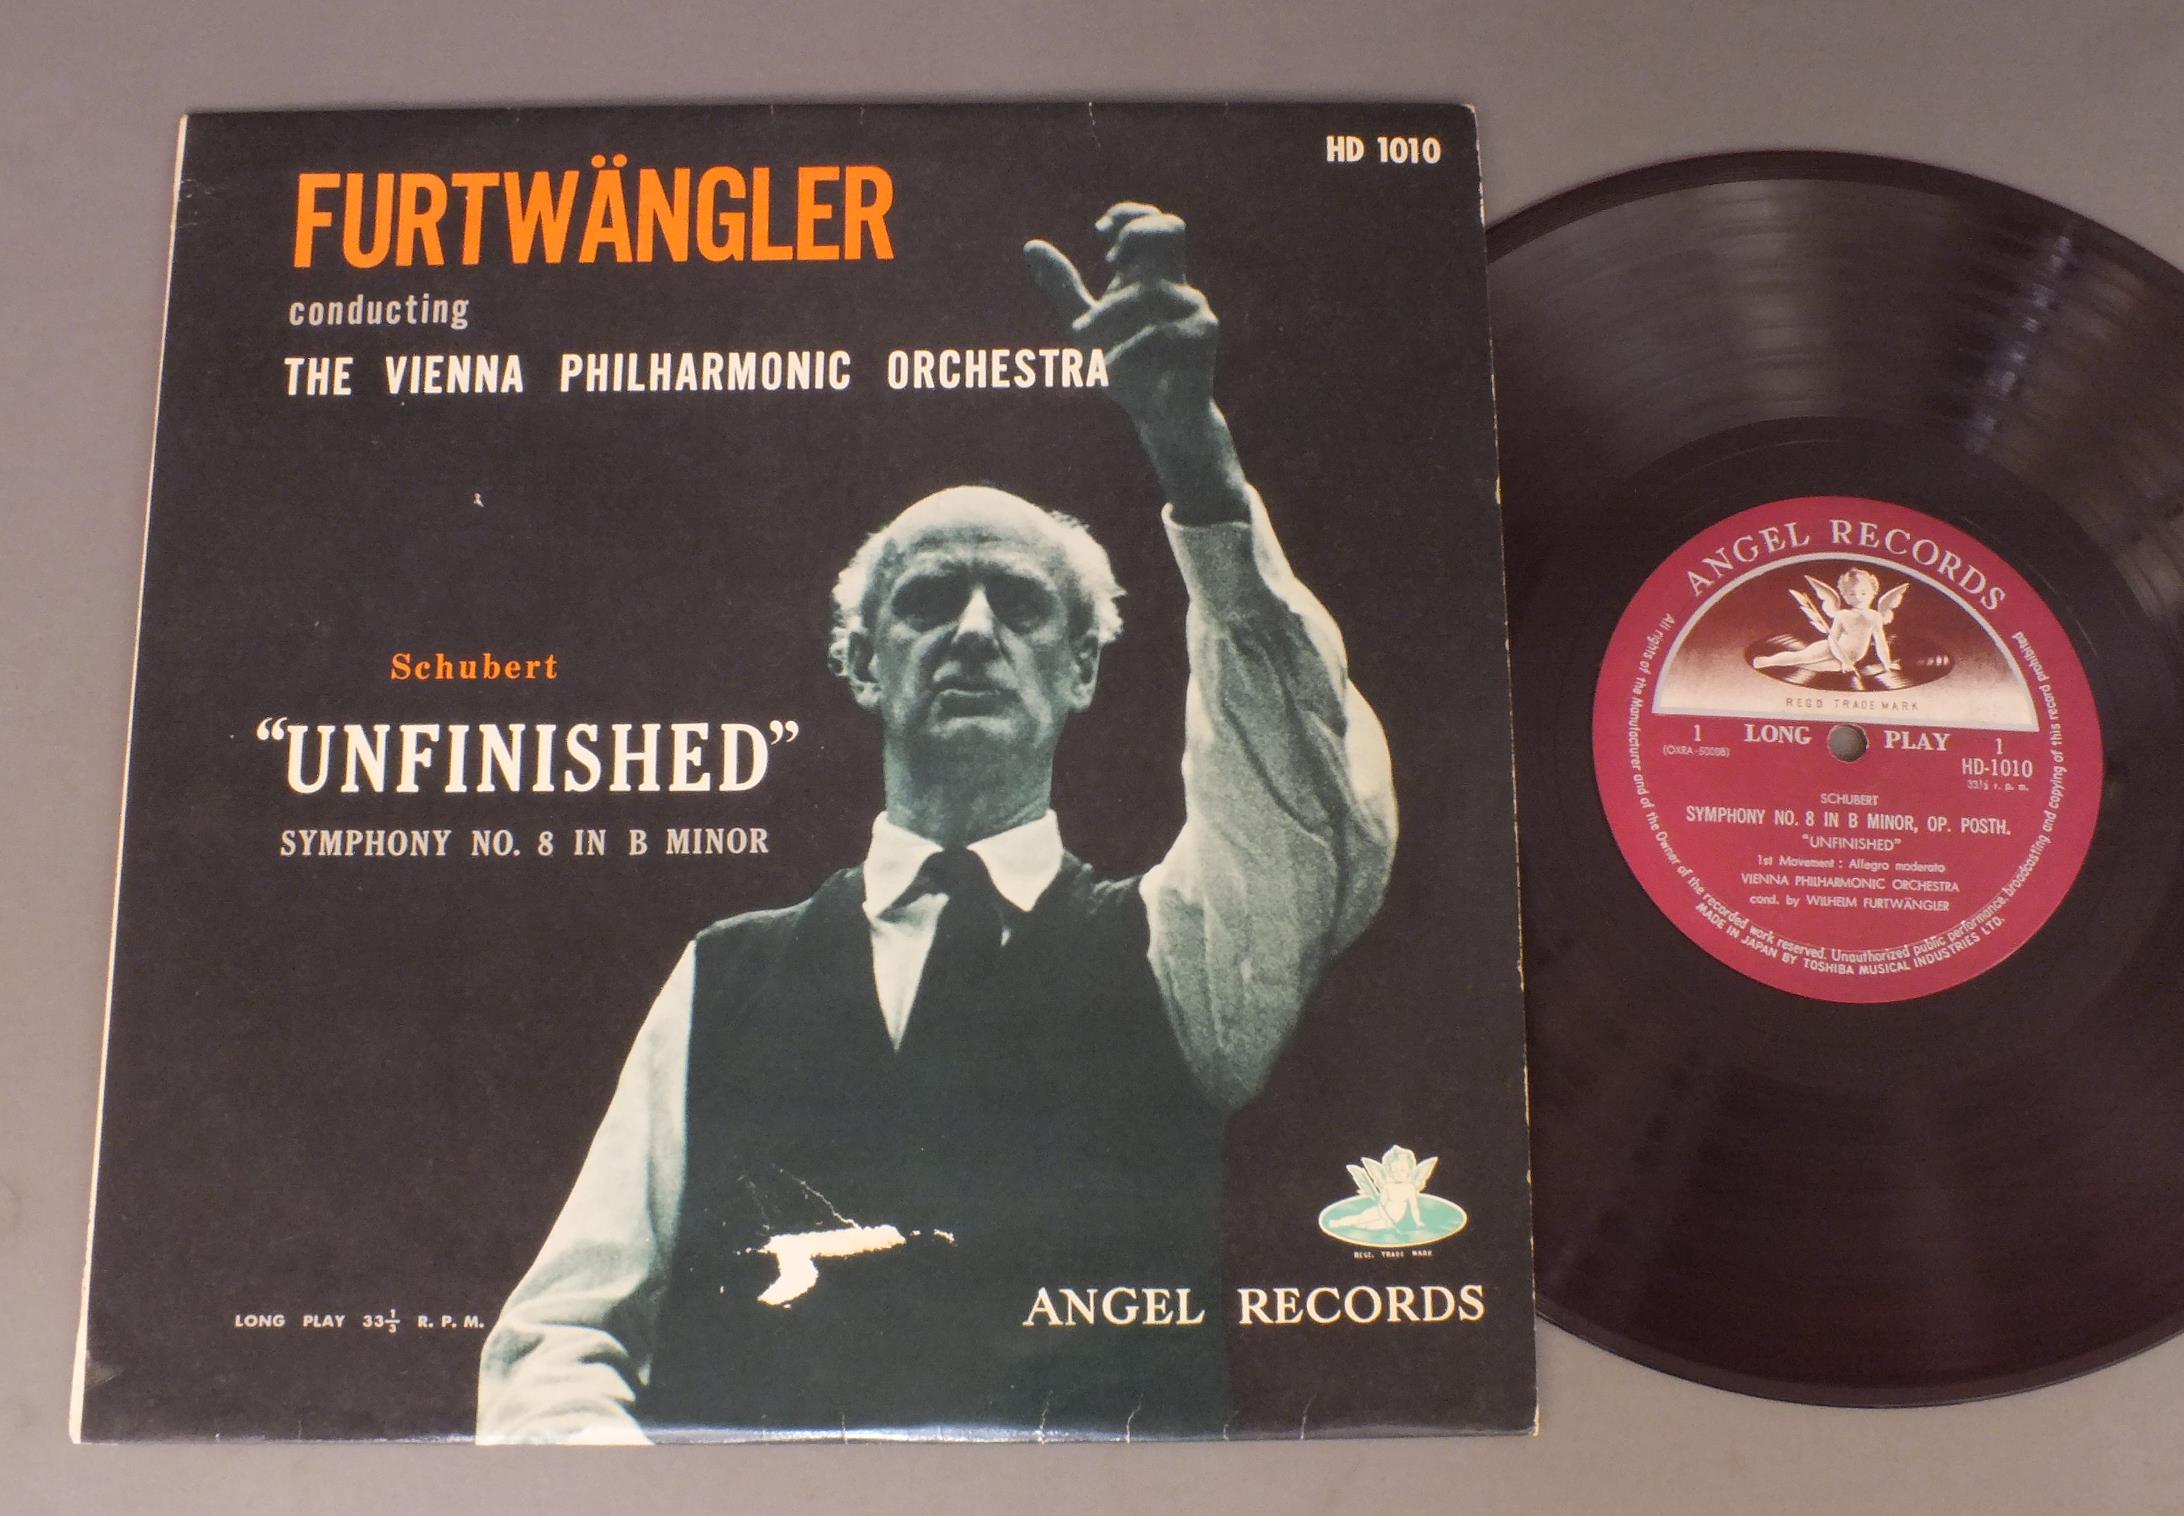 HD 1010
FURTWÄNGLER
conducting
THE VIENNA PHILHARMONIC ORCHESTRA
Schubert
“UNFINISHED”
SYMPHONY NO. 8 IN B MINOR
REGD. TRADE MARK
LONG PLAY 33⅓ R. P. M.
ANGEL RECORDS
ANGEL RECORDS
REGD TRADE MARK
1 LONG PLAY 1
(OXRA-50008)
HD-1010
33⅓ r. p. m.
SCHUBERT
SYMPHONY NO. 8 IN B MINOR, OP. POSTH.
"UNFINISHED"
1st Movement : Allegro moderato
VIENNA PHILHARMONIC ORCHESTRA
cond. by WILHELM FURTWÄNGLER
All rights of the Manufacturer and of the Owner of the recorded work reserved. Unauthorized public performance, broadcasting and copying of this record prohibited
MADE IN JAPAN BY TOSHIBA MUSICAL INDUSTRIES LTD.